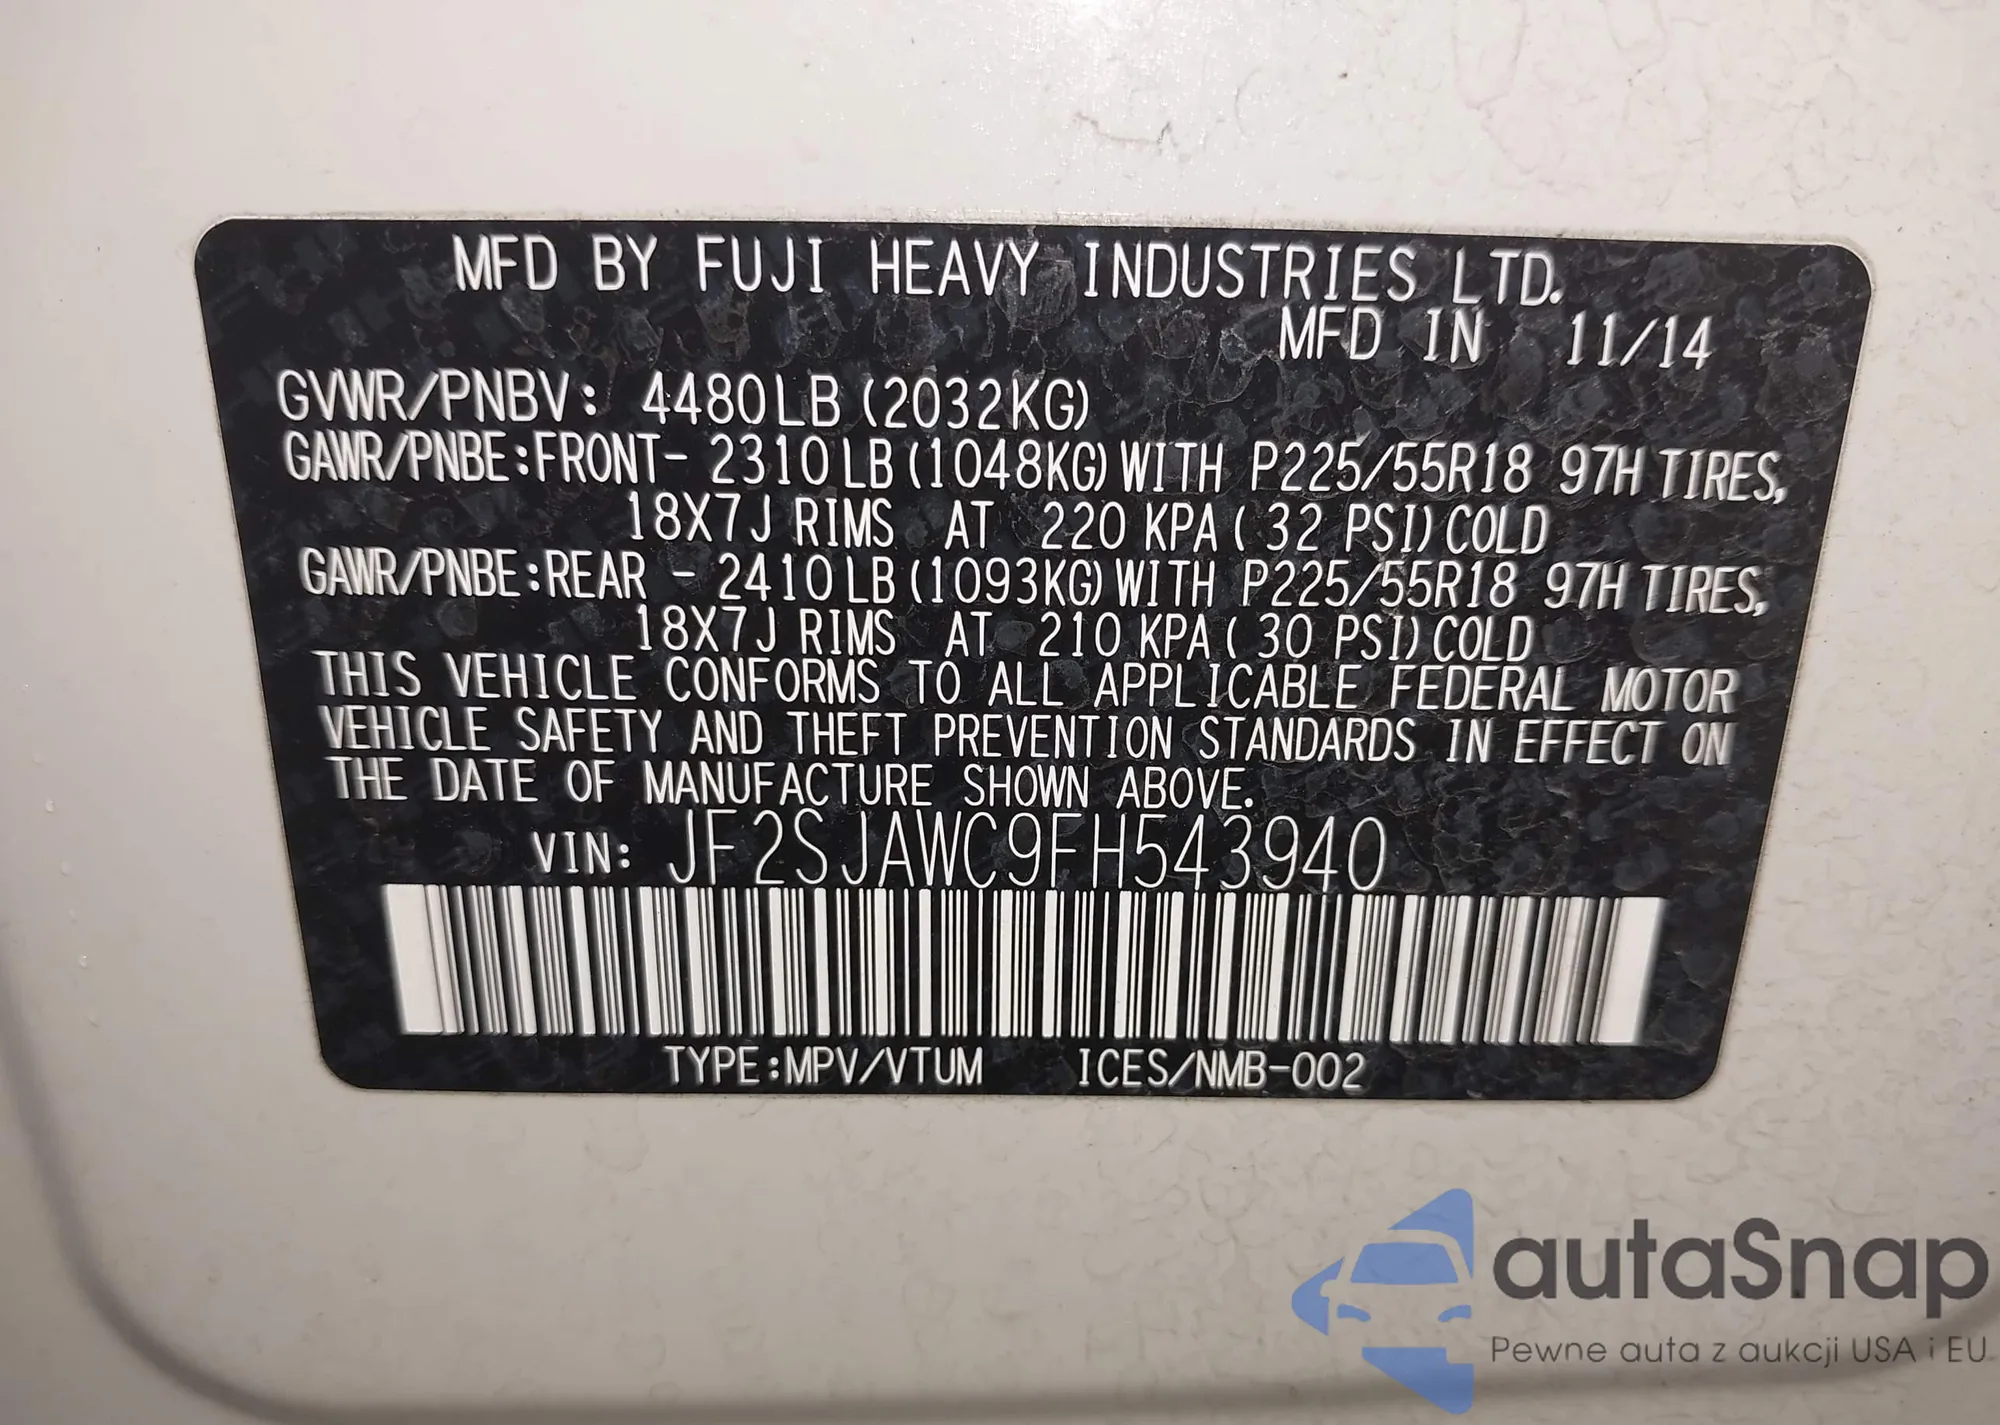 MFD BY FUJI HEAVY INDUSTRIES LTD.
MFD IN 11/14
GVWR/PNBV: 4480LB (2032KG)
GAWR/PNBE:FRONT- 2310LB (1048KG) WITH P225/55R18 97H TIRES,
18X7J RIMS AT 220 KPA ( 32 PSI) COLD
GAWR/PNBE:REAR - 2410LB (1093KG) WITH P225/55R18 97H TIRES,
18X7J RIMS AT 210 KPA ( 30 PSI) COLD
THIS VEHICLE CONFORMS TO ALL APPLICABLE FEDERAL MOTOR
VEHICLE SAFETY AND THEFT PREVENTION STANDARDS IN EFFECT ON
THE DATE OF MANUFACTURE SHOWN ABOVE.
VIN: JF2SJAWC9FH543940
TYPE:MPV/VTUM ICES/NMB-002
autaSnap
Pewne auta z aukcji USA i EU